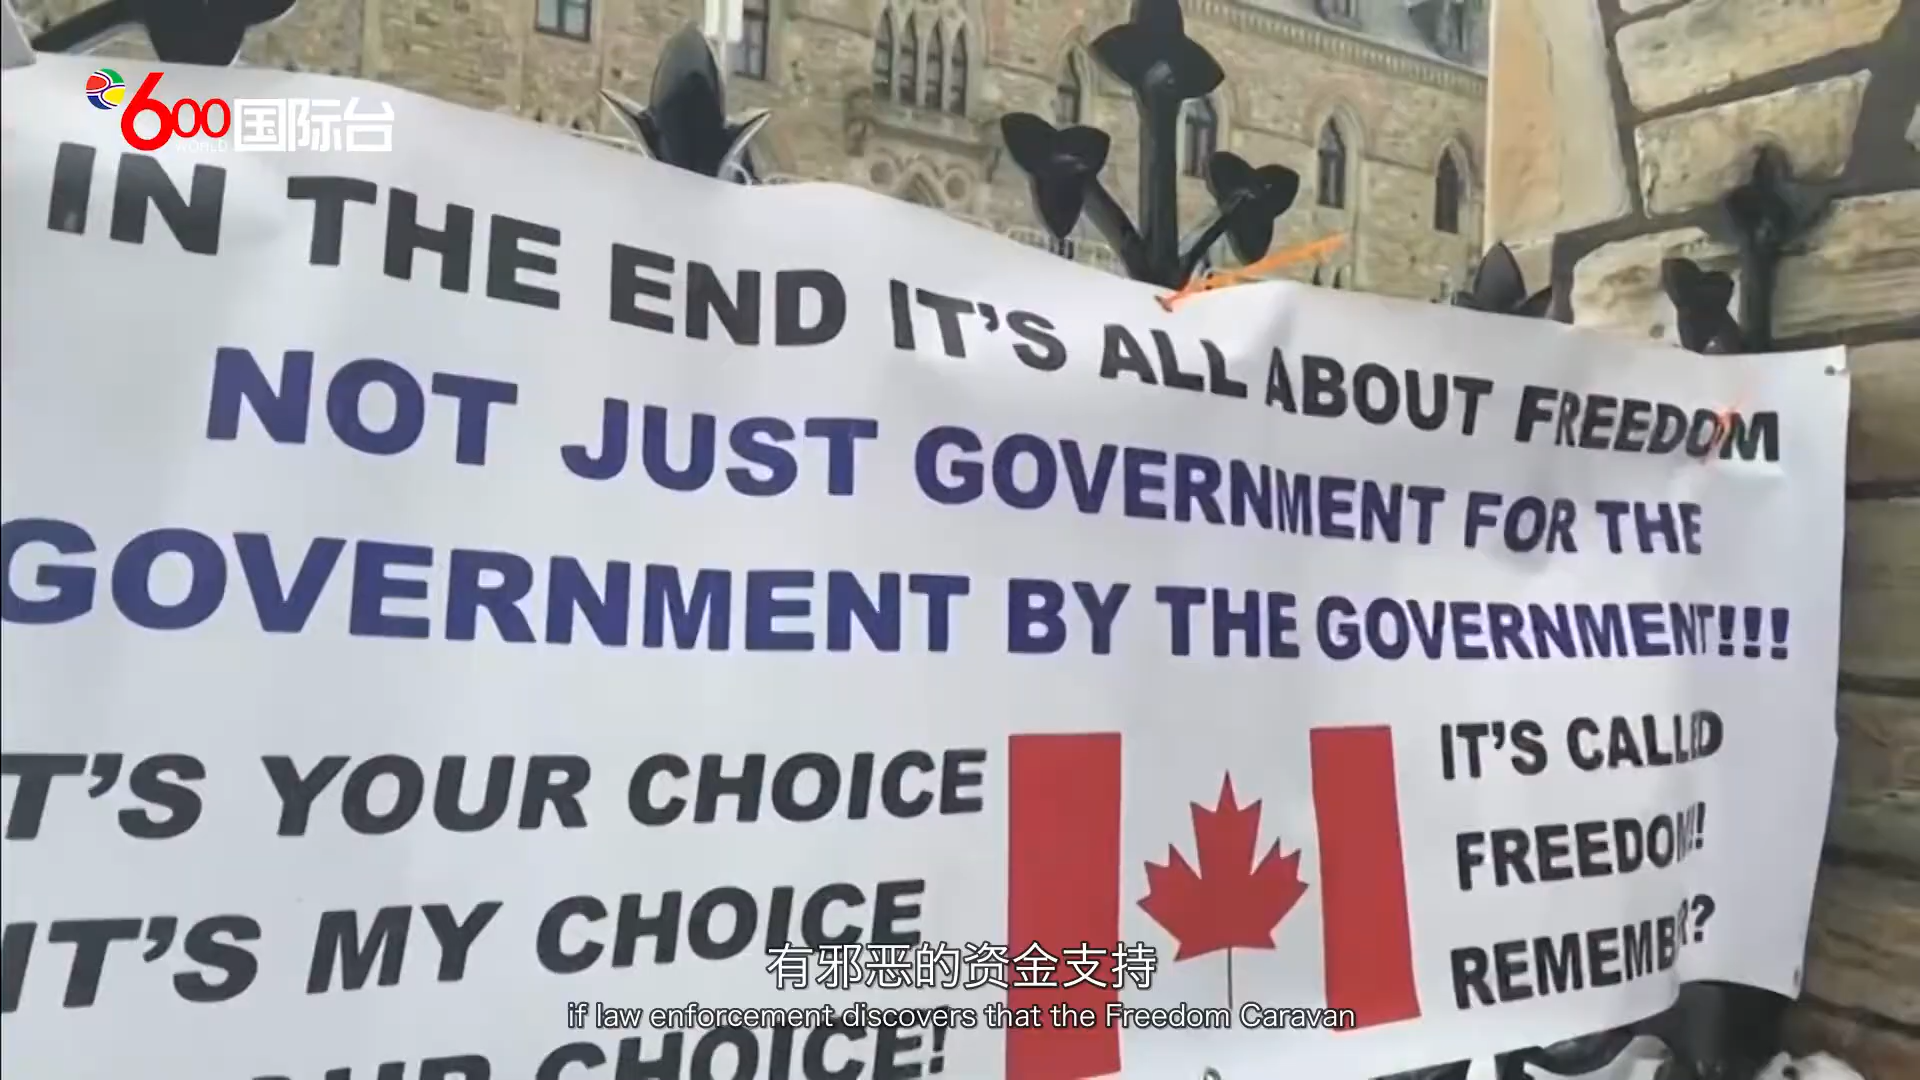 600国际台
WORLD
IN THE END IT'S ALL ABOUT FREEDOM
NOT JUST GOVERNMENT FOR THE
GOVERNMENT BY THE GOVERNMENT!!!
T'S YOUR CHOICE
IT'S MY CHOICE
CHOICE!
IT'S CALLED
FREEDOM!!
REMEMBER?
有邪恶的资金支持
if law enforcement discovers that the Freedom Caravan